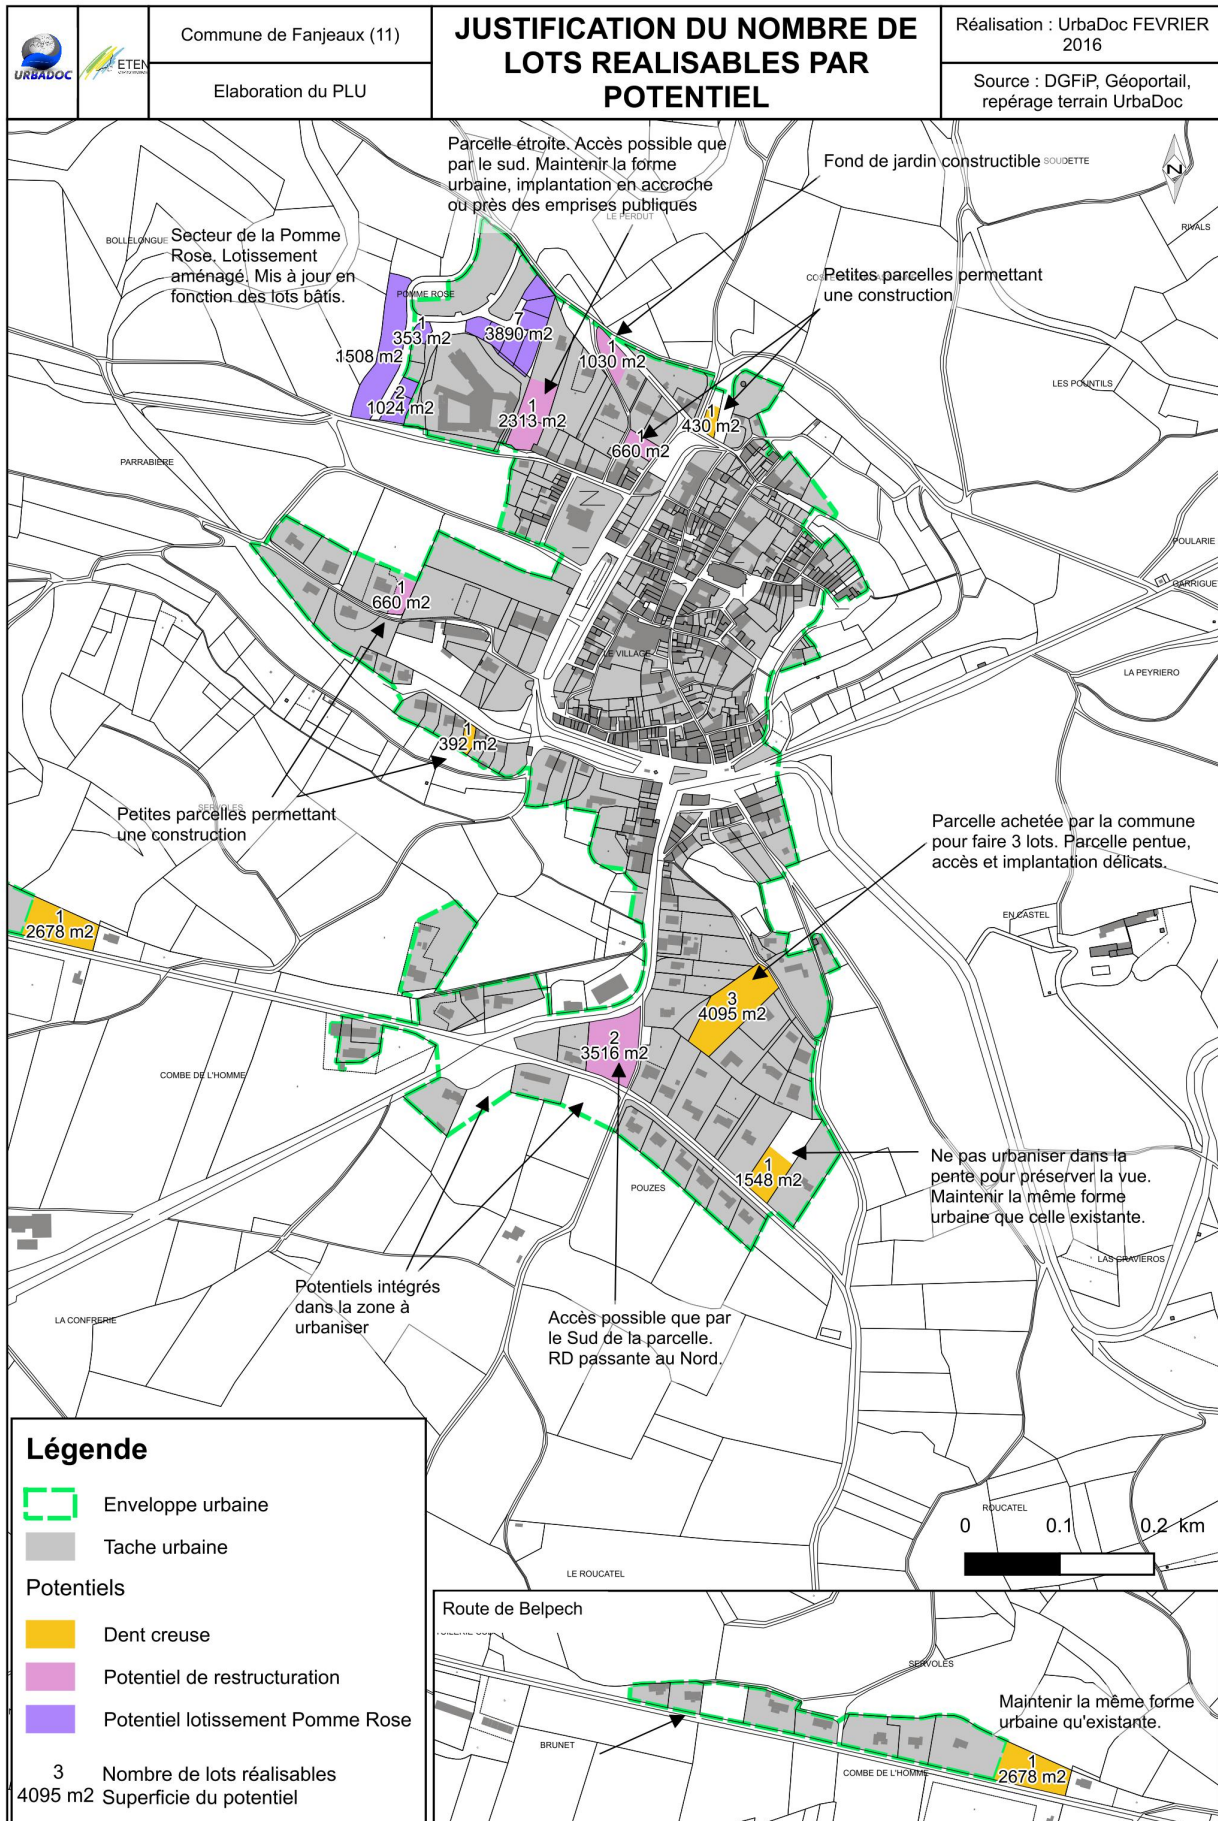 URBADOC
ETEN
Commune de Fanjeaux (11)
Elaboration du PLU
JUSTIFICATION DU NOMBRE DE
LOTS REALISABLES PAR
POTENTIEL
Réalisation : UrbaDoc FEVRIER
2016
Source : DGFiP, Géoportail,
repérage terrain UrbaDoc
Parcelle étroite. Accès possible que
par le sud. Maintenir la forme
urbaine, implantation en accroche
ou près des emprises publiques
LE PERDUT
Fond de jardin constructible
SOUDETTE
N
RIVALS
BOLLELONGUE
Secteur de la Pomme
Rose. Lotissement
aménagé. Mis à jour en
fonction des lots bâtis.
Petites parcelles permettant
une construction
POMME ROSE
1
353 m2
7
3890 m2
1508 m2
1
1030 m2
2
1024 m2
1
2313 m2
1
430 m2
1
660 m2
LES POUNTILS
PARRABIERE
POULARIE
GARRIGUE
1
660 m2
LE VILLAGE
LA PEYRIERO
1
392 m2
SERVOLES
Petites parcelles permettant
une construction
Parcelle achetée par la commune
pour faire 3 lots. Parcelle pentue,
accès et implantation délicats.
EN CASTEL
1
2678 m2
3
4095 m2
2
3516 m2
COMBE DE L'HOMME
Ne pas urbaniser dans la
pente pour préserver la vue.
Maintenir la même forme
urbaine que celle existante.
1
1548 m2
POUZES
LAS GRAVIEROS
Potentiels intégrés
dans la zone à
urbaniser
Accès possible que par
le Sud de la parcelle.
RD passante au Nord.
LA CONFRERIE
Légende
Enveloppe urbaine
Tache urbaine
Potentiels
Dent creuse
Potentiel de restructuration
Potentiel lotissement Pomme Rose
3
4095 m2
Nombre de lots réalisables
Superficie du potentiel
ROUCATEL
0 0.1 0.2 km
LE ROUCATEL
Route de Belpech
SERVOLES
Maintenir la même forme
urbaine qu'existante.
BRUNET
COMBE DE L'HOMME
1
2678 m2